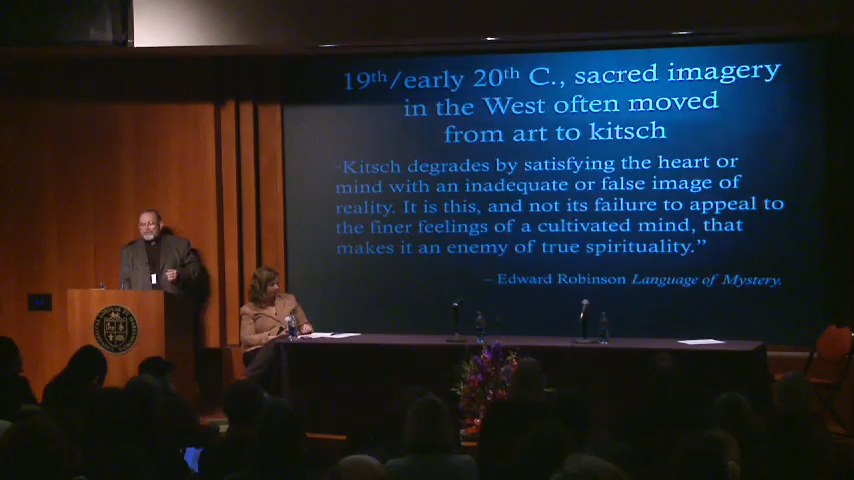 19th/early 20th C., sacred imagery
in the West often moved
from art to kitsch
"Kitsch degrades by satisfying the heart or
mind with an inadequate or false image of
reality. It is this, and not its failure to appeal to
the finer feelings of a cultivated mind, that
makes it an enemy of true spirituality.”
– Edward Robinson Language of Mystery.